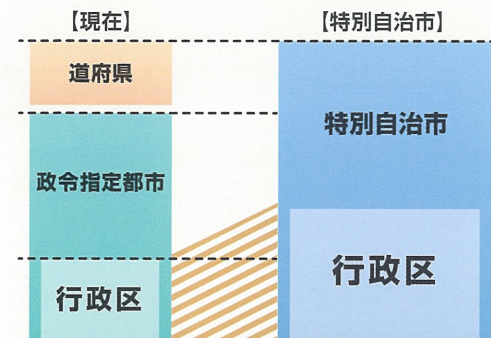 【現在】
【特別自治市】
道府県
特別自治市
政令指定都市
行政区
行政区